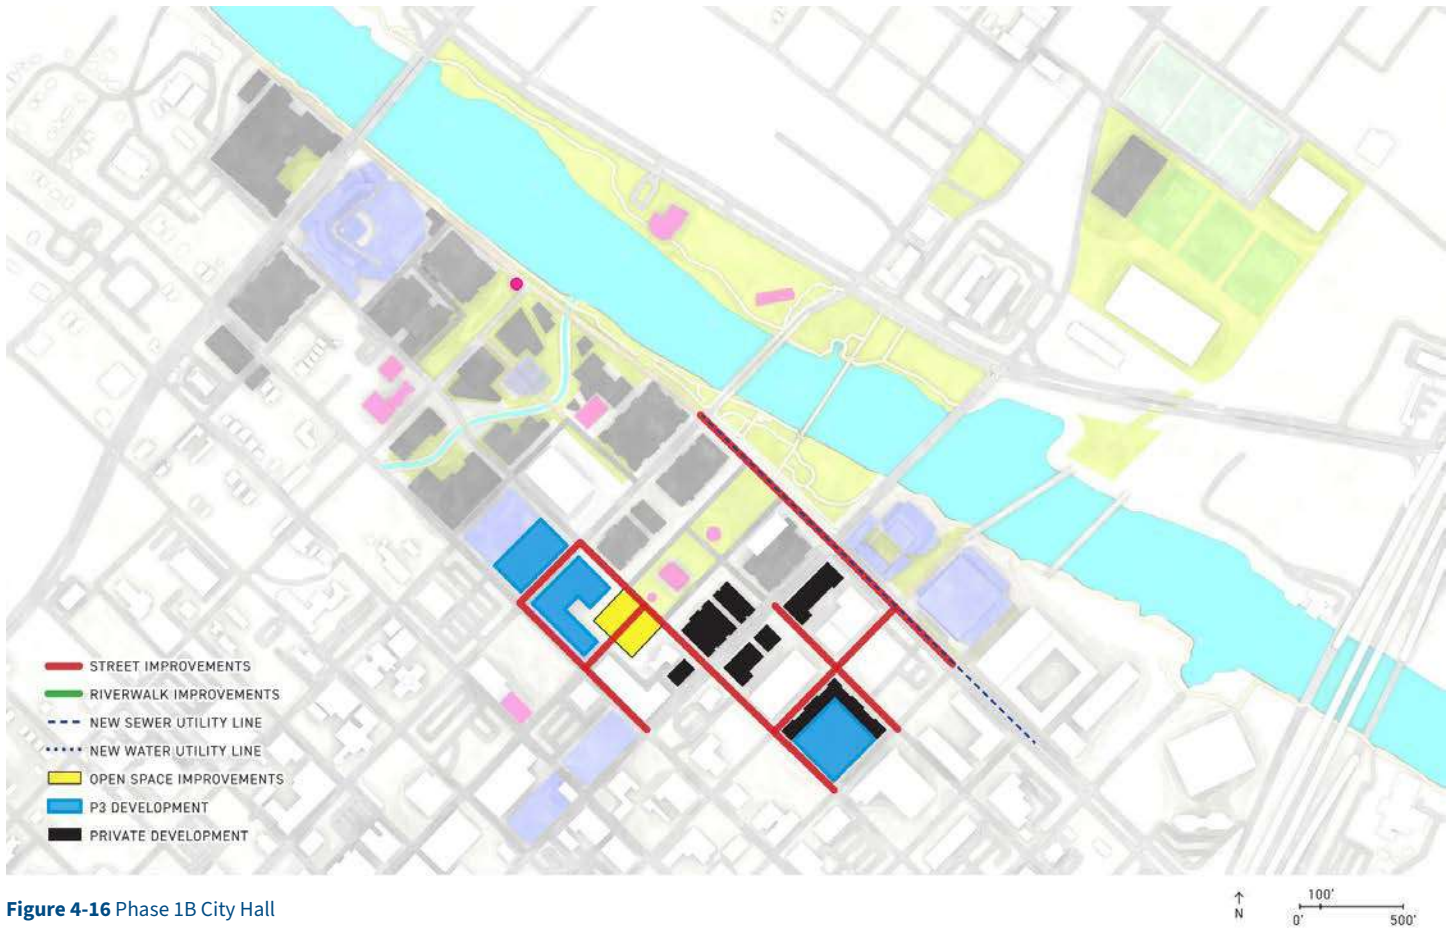 STREET IMPROVEMENTS
RIVERWALK IMPROVEMENTS
NEW SEWER UTILITY LINE
NEW WATER UTILITY LINE
OPEN SPACE IMPROVEMENTS
P3 DEVELOPMENT
PRIVATE DEVELOPMENT
Figure 4-16 Phase 1B City Hall
N
100'
0'
500'